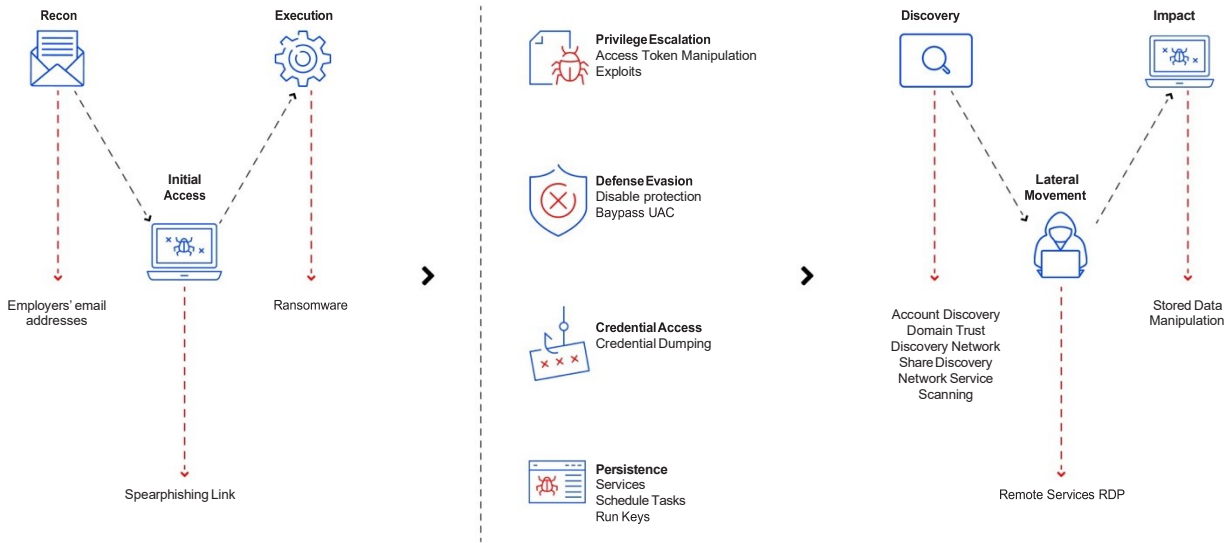 Recon
Employers' email
addresses
Initial
Access
Spearphishing Link
Execution
Ransomware
Privilege Escalation
Access Token Manipulation
Exploits
Defense Evasion
Disable protection
Baypass UAC
Credential Access
Credential Dumping
Persistence
Services
Schedule Tasks
Run Keys
Discovery
Account Discovery
Domain Trust
Discovery Network
Share Discovery
Network Service
Scanning
Lateral
Movement
Remote Services RDP
Impact
Stored Data
Manipulation